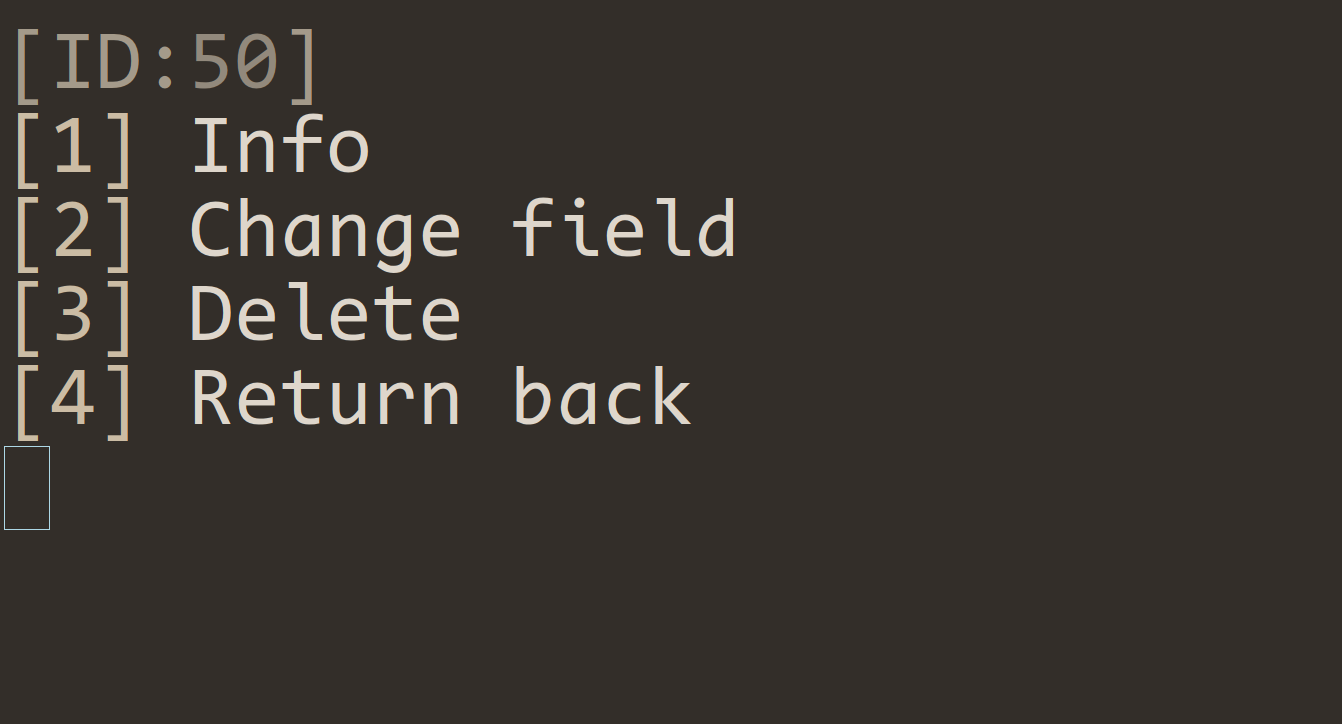 [ID:50]
[1] Info
[2] Change field
[3] Delete
[4] Return back